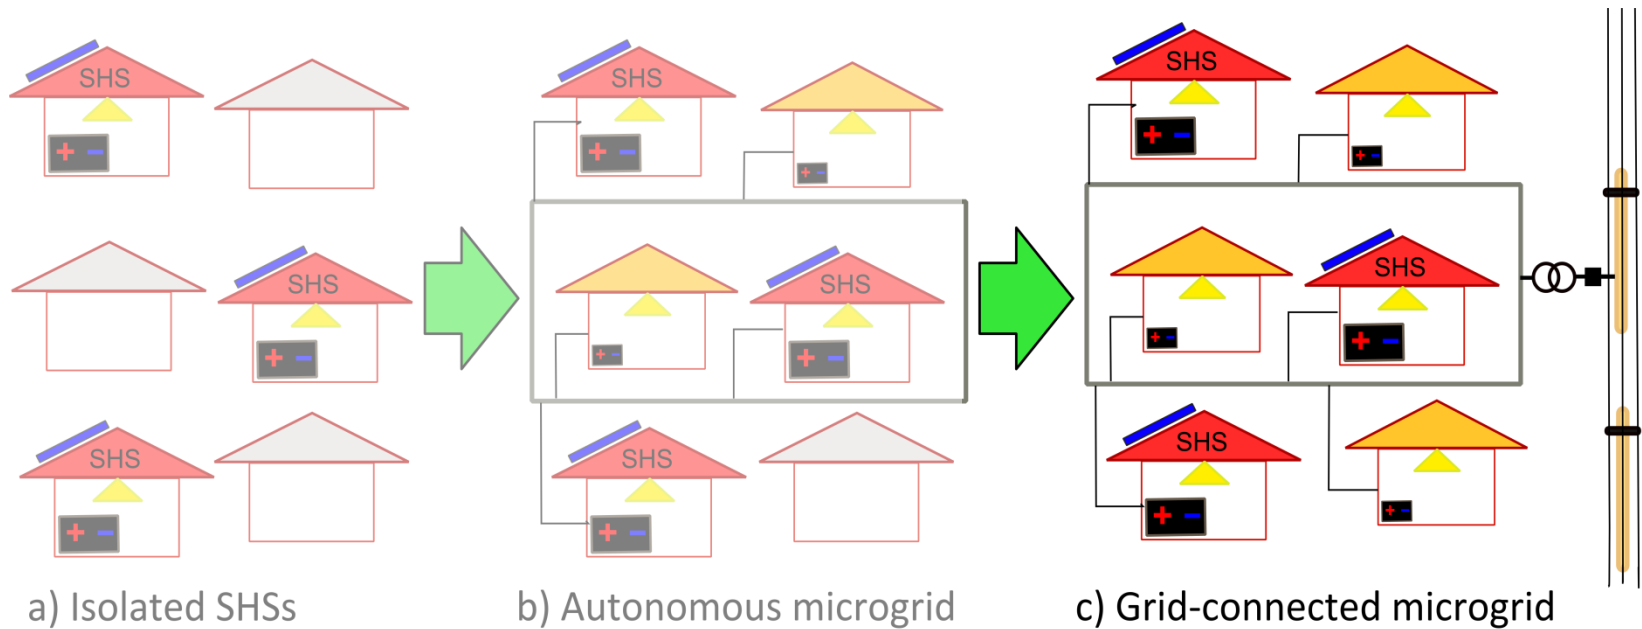 SHS
SHS
SHS
+ -
+ -
+ -
SHS
+ -
+ -
SHS
SHS
SHS
+ -
+ -
+ -
+ -
+ -
+ -
SHS
SHS
+ -
+ -
+ -
+ -
a) Isolated SHSs
b) Autonomous microgrid
c) Grid-connected microgrid